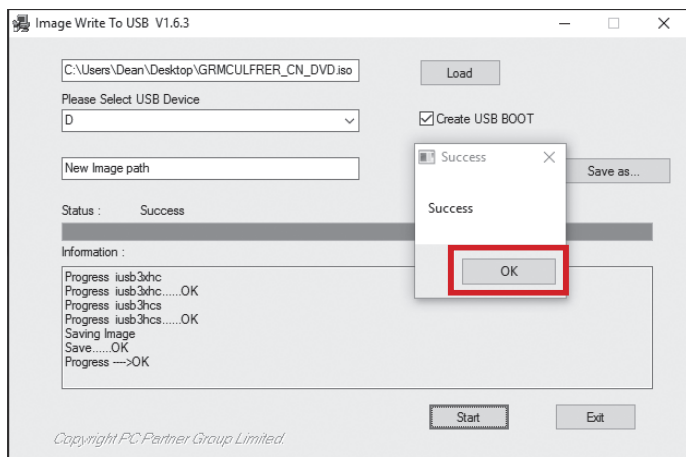 Image Write To USB V1.6.3
C:\Users\Dean\Desktop\GRMCULFRER_CN_DVD.iso
Load
Please Select USB Device
D
Create USB BOOT
New Image path
Save as...
Success
Success
OK
Status : Success
Information :
Progress iusb3xhc
Progress iusb3xhc......OK
Progress iusb3hcs
Progress iusb3hcs......OK
Saving Image
Save......OK
Progress ---->OK
Start
Exit
Copyright PC Partner Group Limited.